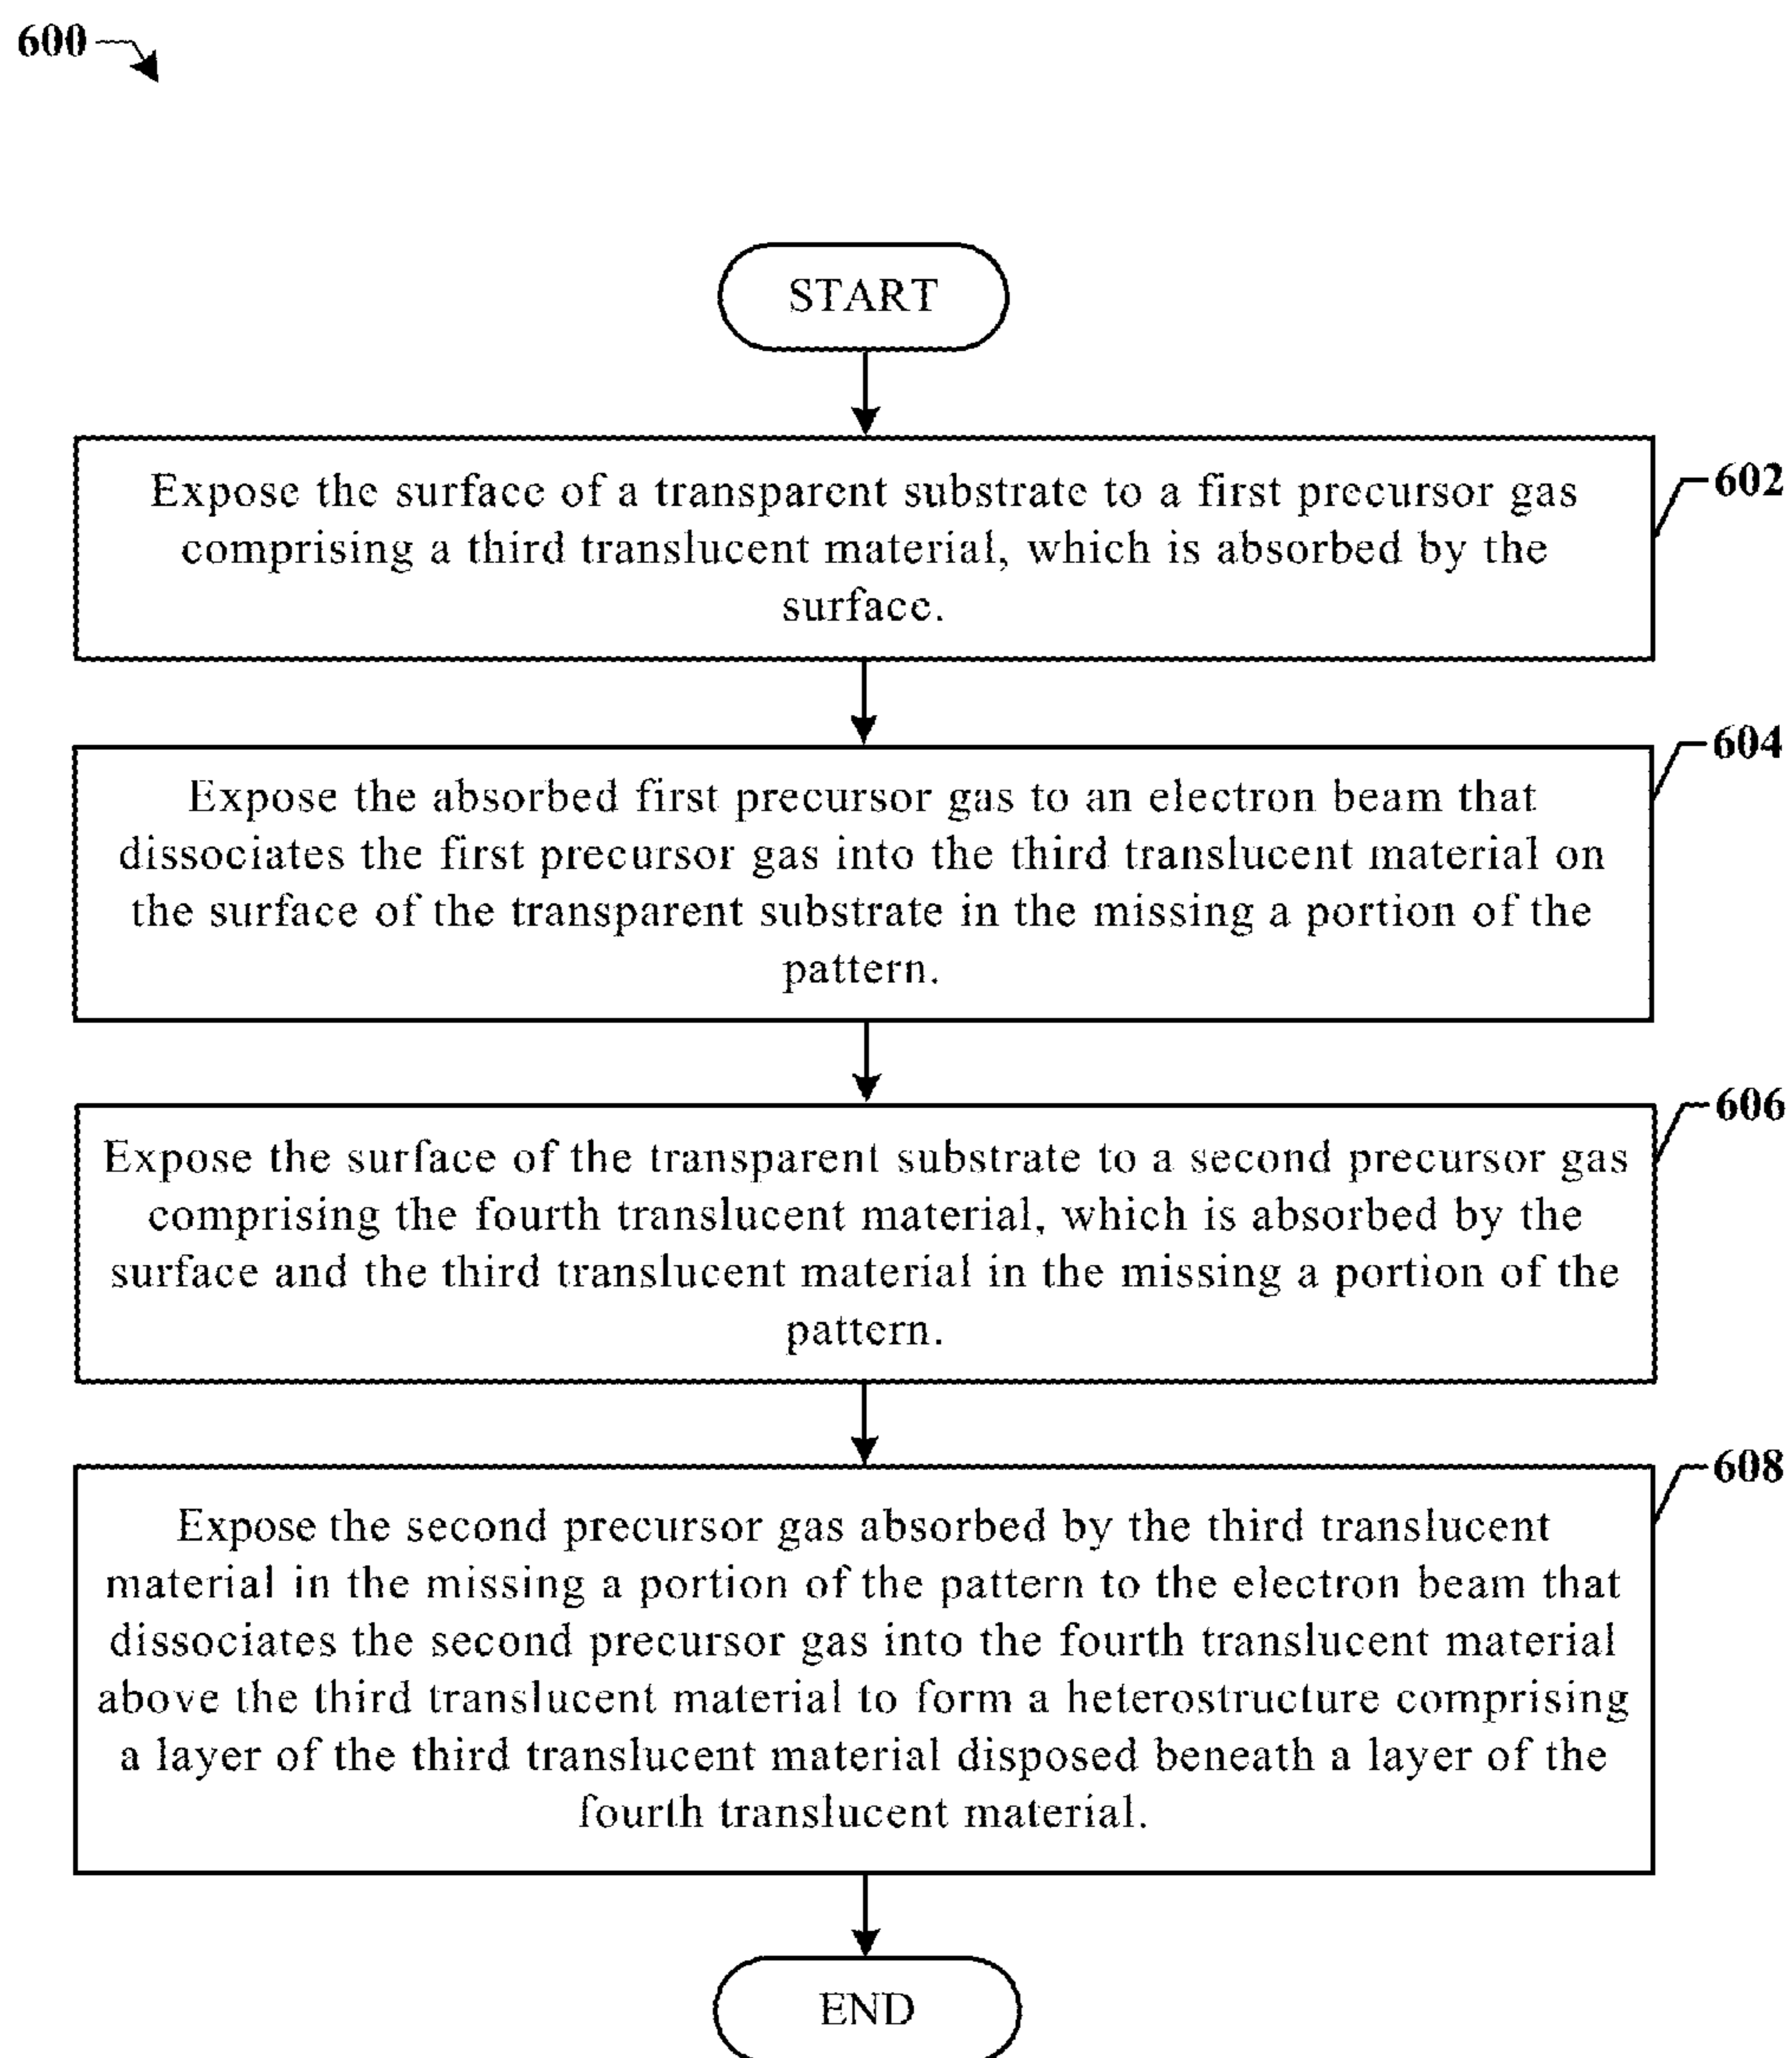 600
START
Expose the surface of a transparent substrate to a first precursor gas
comprising a third translucent material, which is absorbed by the
surface.
602
Expose the absorbed first precursor gas to an electron beam that
dissociates the first precursor gas into the third translucent material on
the surface of the transparent substrate in the missing a portion of the
pattern.
604
Expose the surface of the transparent substrate to a second precursor gas
comprising the fourth translucent material, which is absorbed by the
surface and the third translucent material in the missing a portion of the
pattern.
606
Expose the second precursor gas absorbed by the third translucent
material in the missing a portion of the pattern to the electron beam that
dissociates the second precursor gas into the fourth translucent material
above the third translucent material to form a heterostructure comprising
a layer of the third translucent material disposed beneath a layer of the
fourth translucent material.
608
END